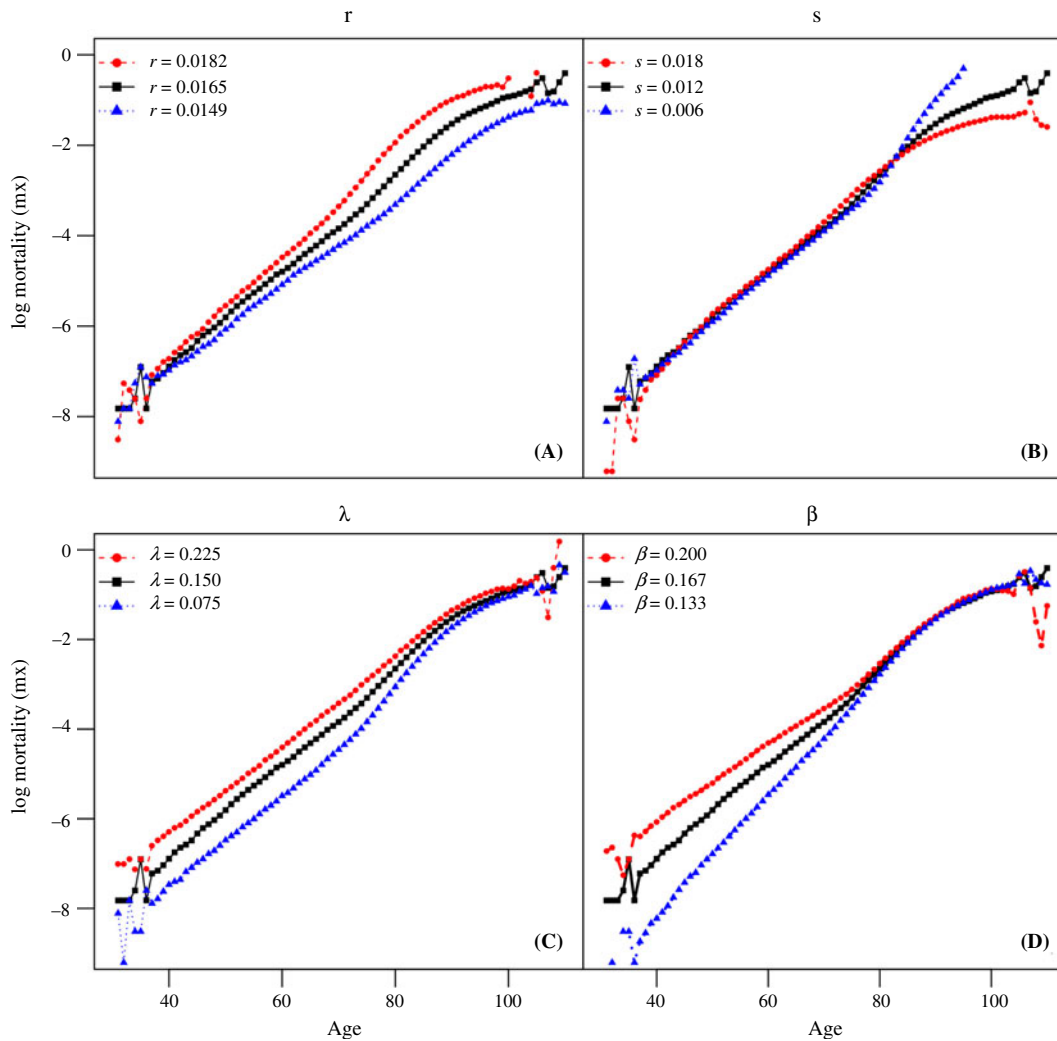 r
s
0
r = 0.0182
r = 0.0165
r = 0.0149
s = 0.018
s = 0.012
s = 0.006
−2
−4
−6
−8
log mortality (mx)
(A)
(B)
λ
β
0
λ = 0.225
λ = 0.150
λ = 0.075
β = 0.200
β = 0.167
β = 0.133
−2
−4
−6
−8
log mortality (mx)
(C)
(D)
40 60 80 100
40 60 80 100
Age
Age